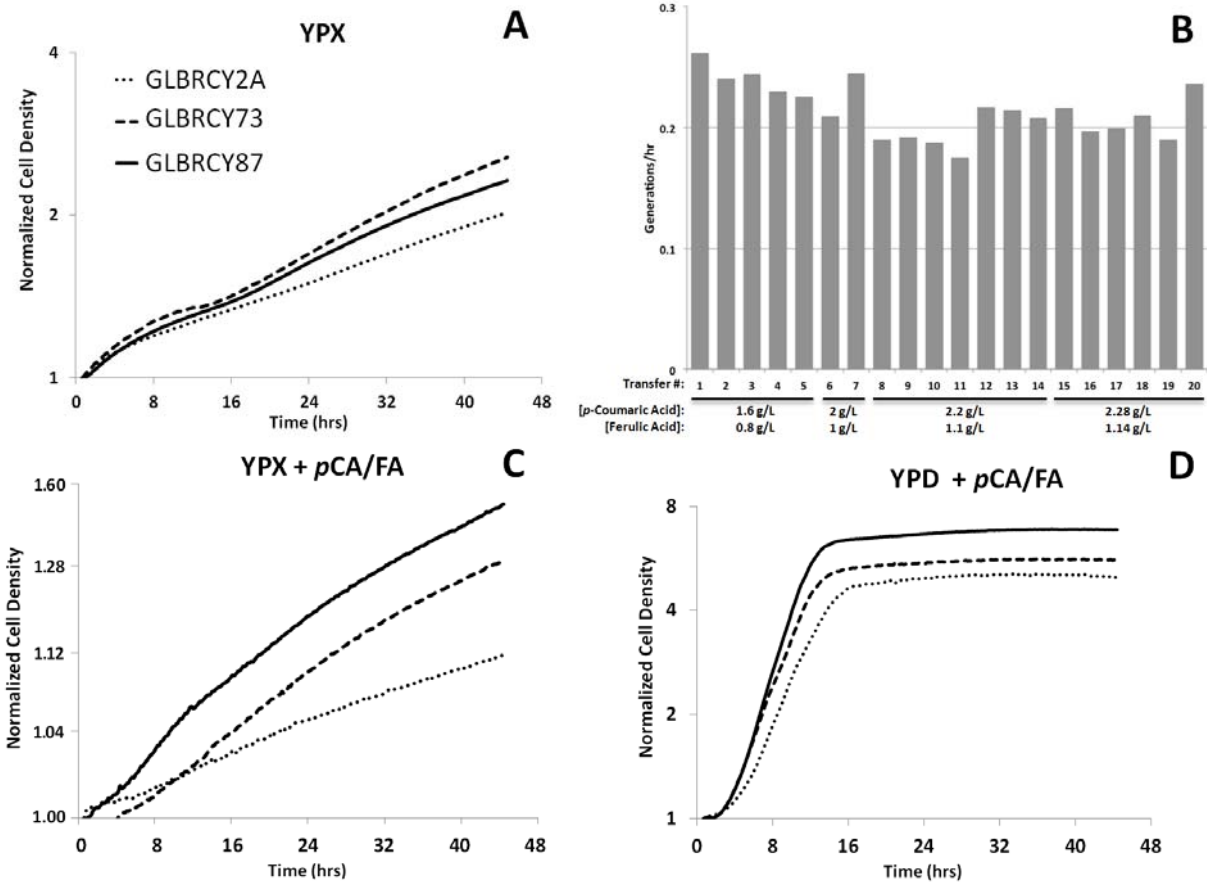 A
YPX
4
2
1
Normalized Cell Density
GLBRCY2A
GLBRCY73
GLBRCY87
0 8 16 24 32 40 48
Time (hrs)
B
0.3
0.2
0.1
0
Generations/hr
Transfer #: 1 2 3 4 5 6 7 8 9 10 11 12 13 14 15 16 17 18 19 20
[p-Coumaric Acid]: 1.6 g/L 2 g/L 2.2 g/L 2.28 g/L
[Ferulic Acid]: 0.8 g/L 1 g/L 1.1 g/L 1.14 g/L
C
YPX + pCA/FA
1.60
1.28
1.12
1.04
1.00
Normalized Cell Density
0 8 16 24 32 40 48
Time (hrs)
D
YPD + pCA/FA
8
4
2
1
Normalized Cell Density
0 8 16 24 32 40 48
Time (hrs)